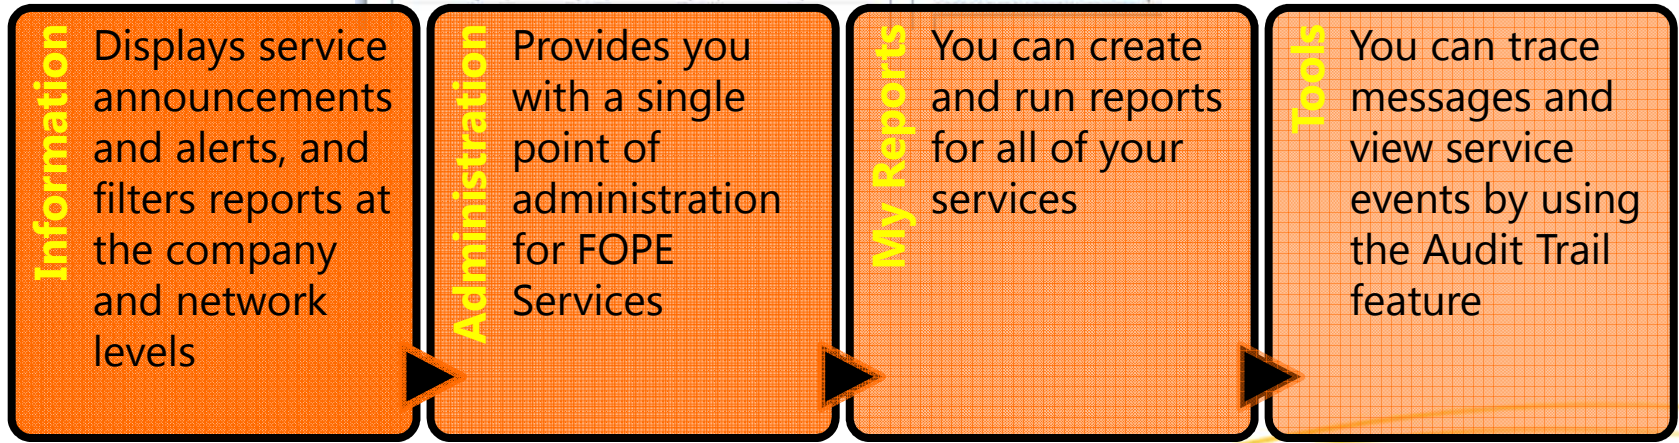 Information
Displays service
announcements
and alerts, and
filters reports at
the company
and network
levels
Administration
Provides you
with a single
point of
administration
for FOPE
Services
My Reports
You can create
and run reports
for all of your
services
Tools
You can trace
messages and
view service
events by using
the Audit Trail
feature